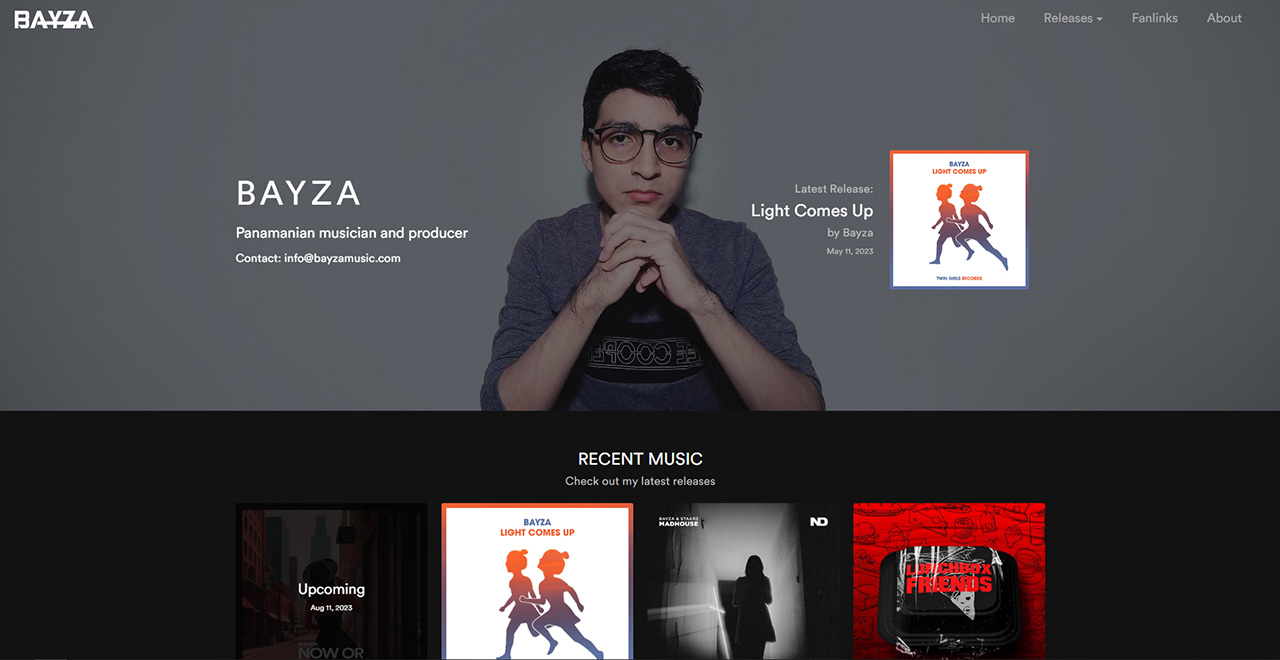 BAYZA
Home Releases Fanlinks About
BAYZA
Panamanian musician and producer
Contact: info@bayzamusic.com
Latest Release:
Light Comes Up
by Bayza
May 11, 2023
BAYZA
LIGHT COMES UP
TWIN GIRLS RECORDS
RECENT MUSIC
Check out my latest releases
Upcoming
Aug 11, 2023
BAYZA
NOW OR
BAYZA
LIGHT COMES UP
BAYZA & STAARZ
MADHOUSE
ND
LUNCHBOX
FRIENDS